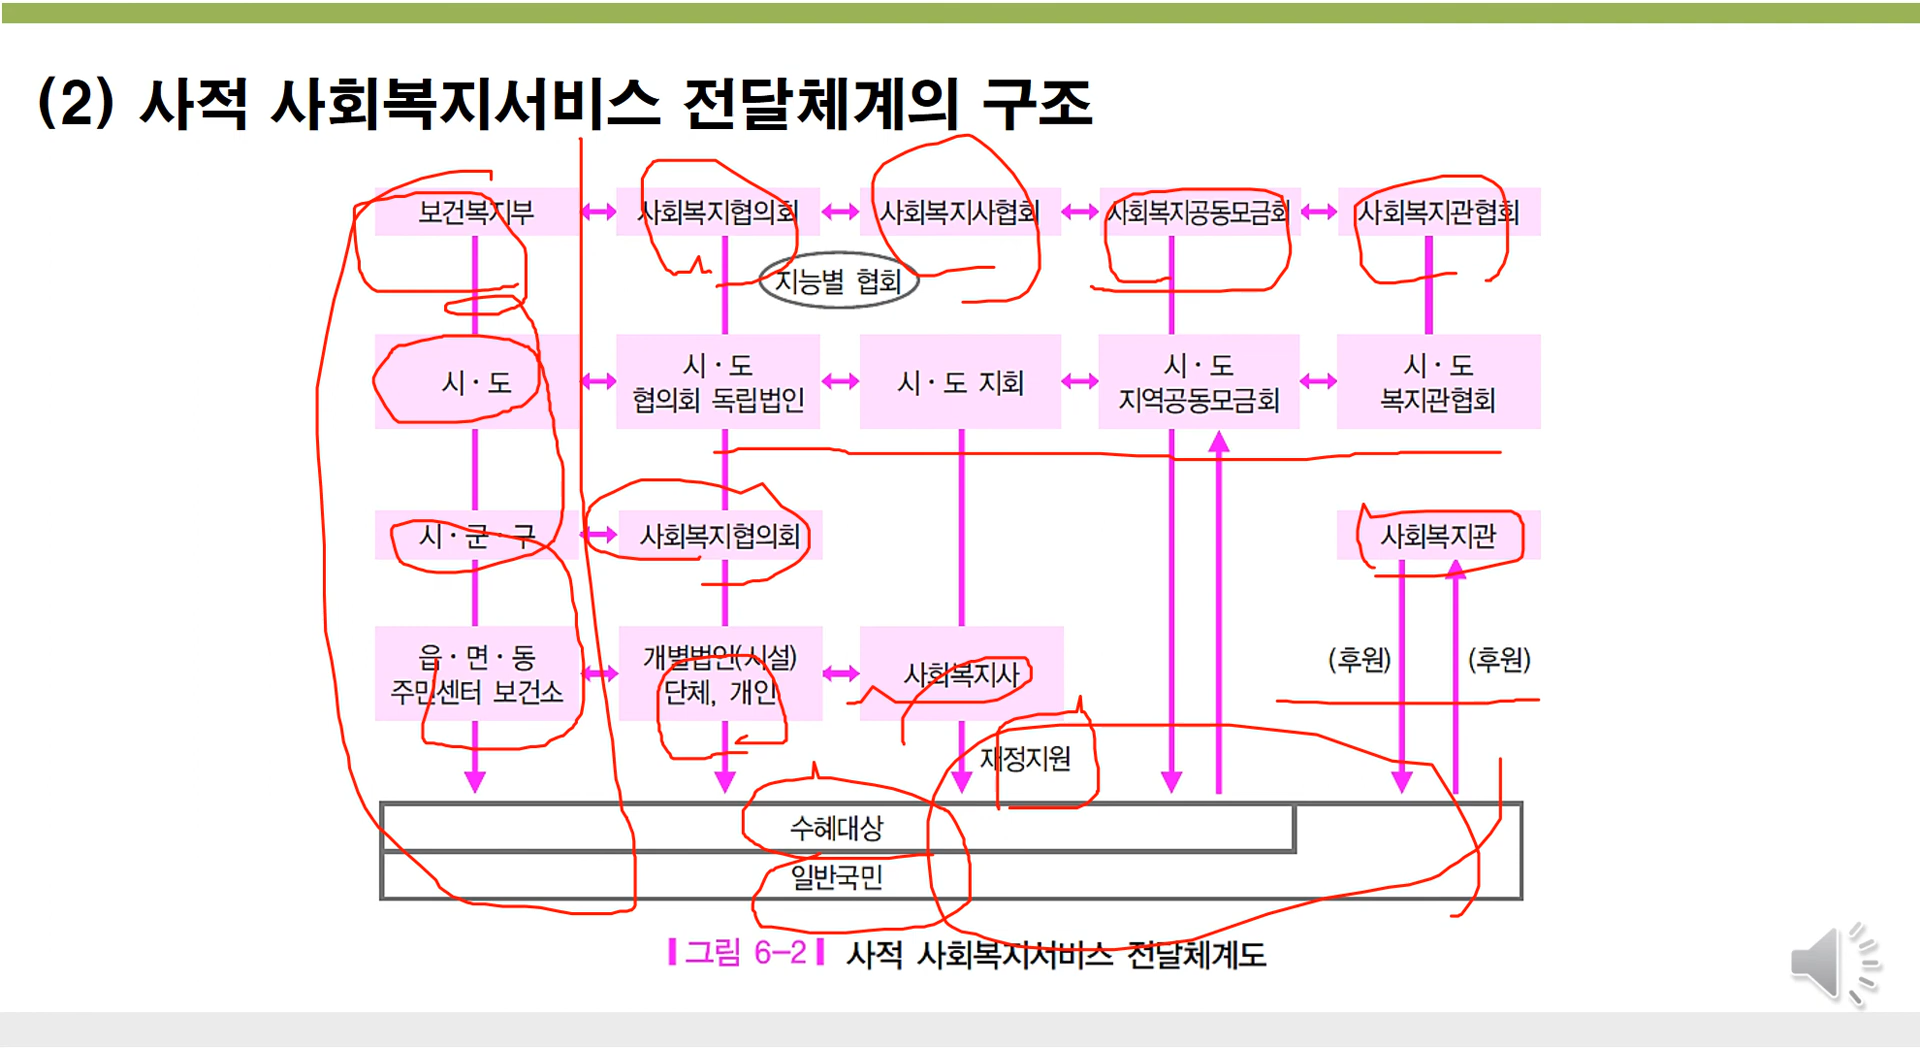 (2) 사적 사회복지서비스 전달체계의 구조
보건복지부
사회복지협의회
사회복지사협회
사회복지공동모금회
사회복지관협회
지능별 협회
시·도
시·도
협의회 독립법인
시·도 지회
시·도
지역공동모금회
시·도
복지관협회
시·군·구
사회복지협의회
사회복지관
읍·면·동
주민센터 보건소
개별법인(시설)
단체, 개인
사회복지사
(후원)
(후원)
재정지원
수혜대상
일반국민
그림 6-2 사적 사회복지서비스 전달체계도